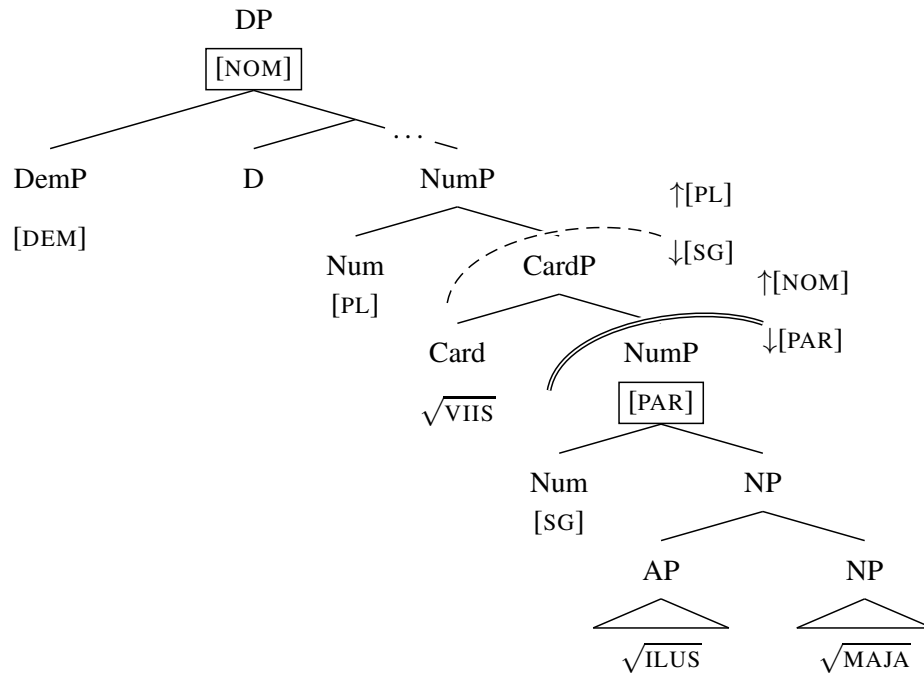 DP
[NOM]
...
DemP D NumP
[DEM]
↑[PL]
↓[SG]
Num CardP
[PL]
↑[NOM]
↓[PAR]
Card NumP
√VIIS [PAR]
Num NP
[SG]
AP NP
√ILUS √MAJA